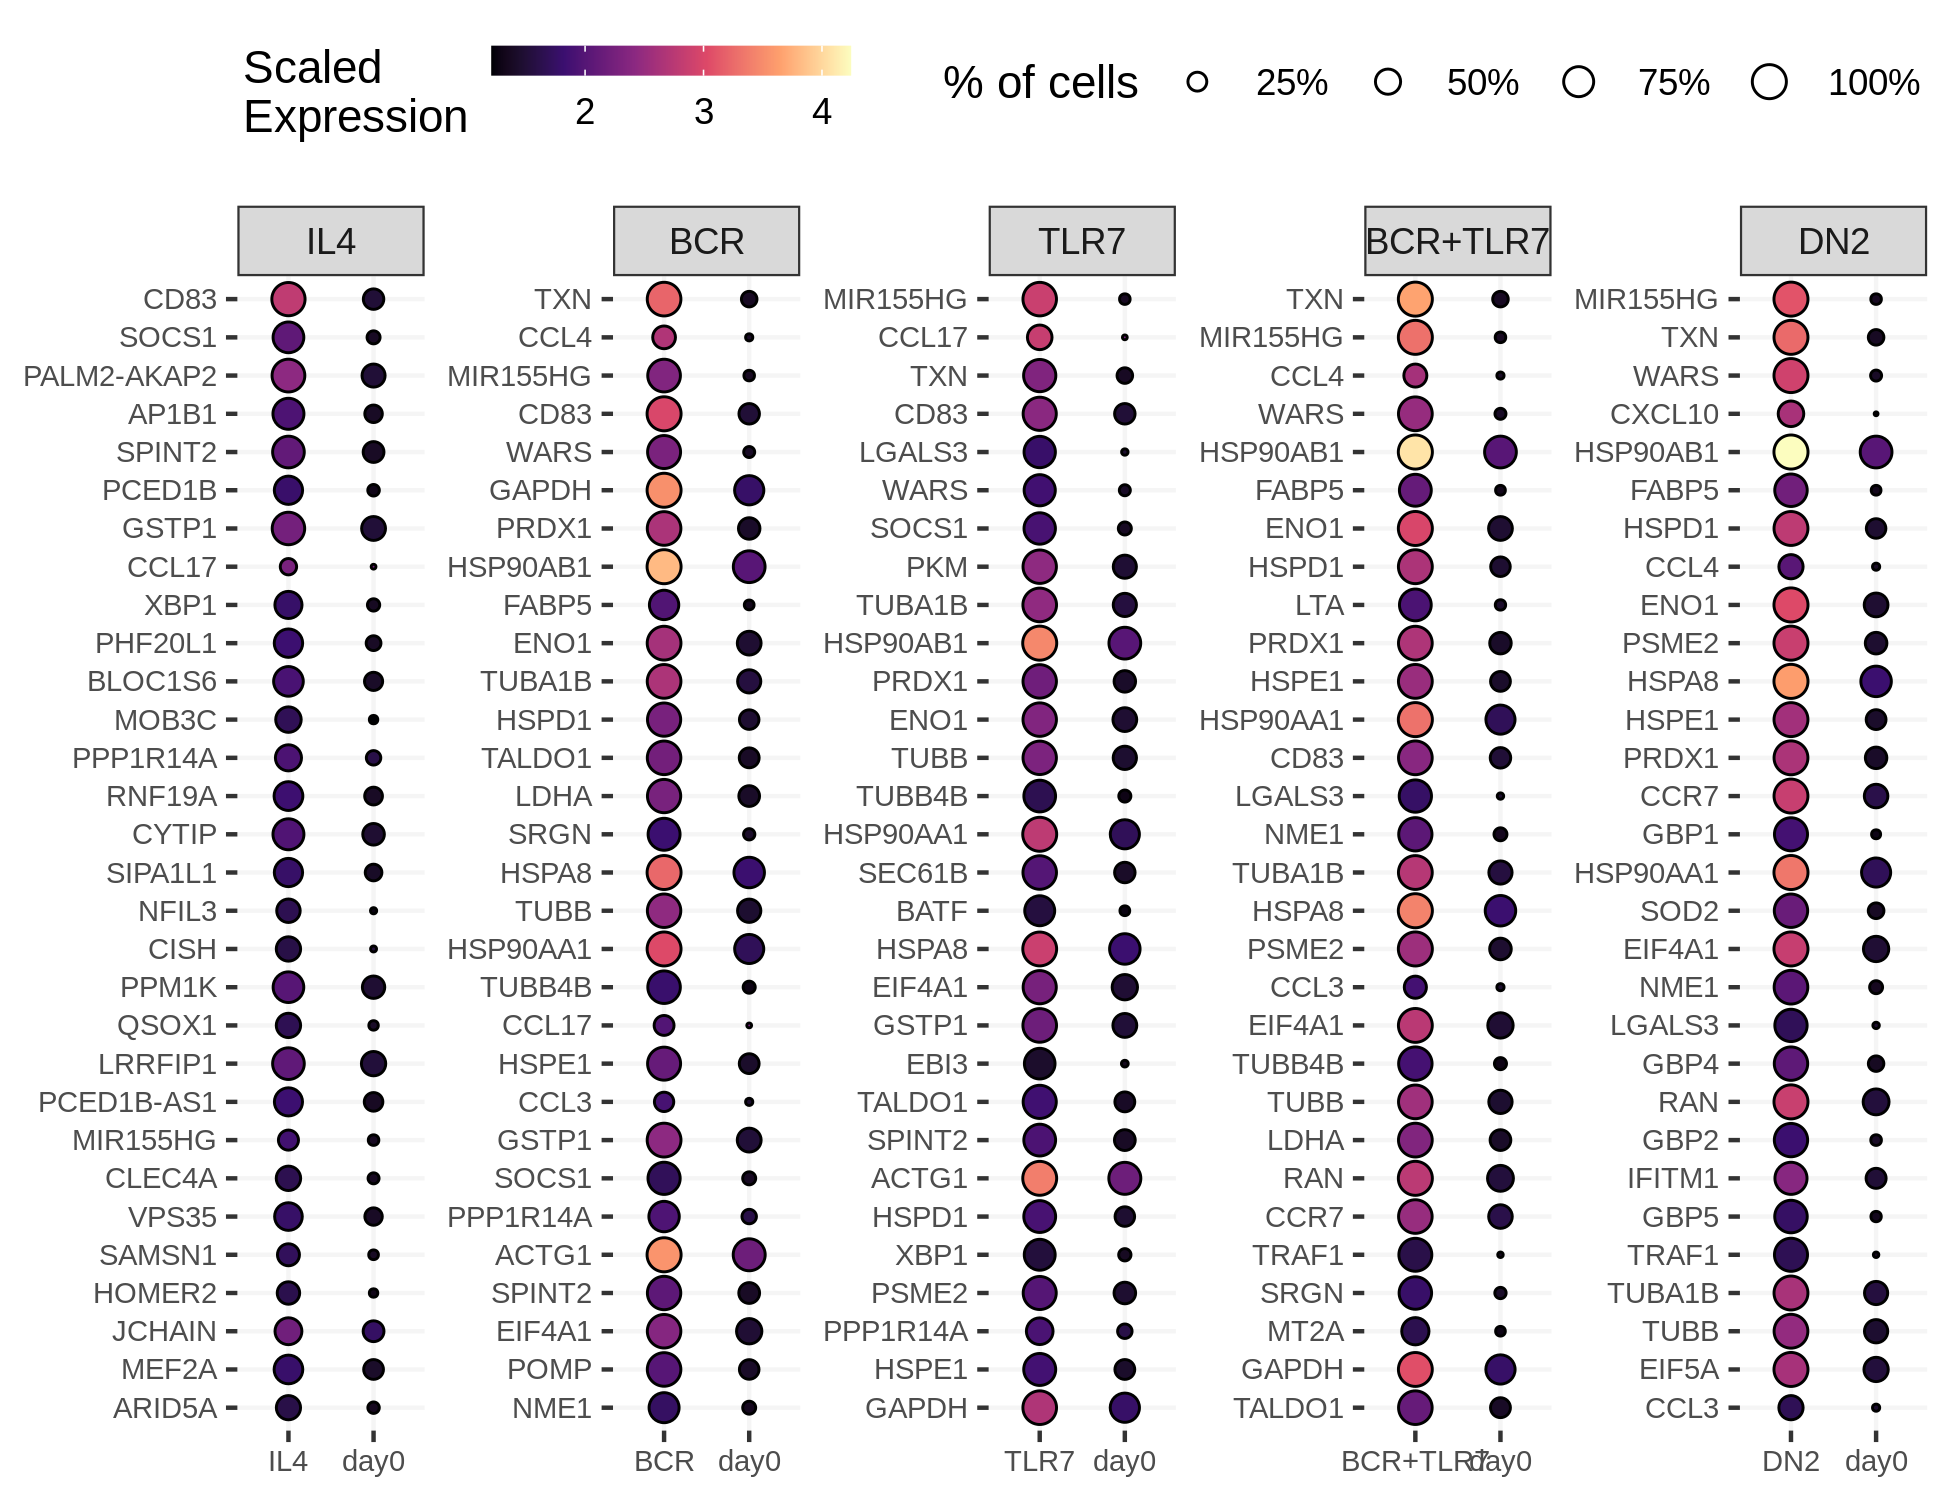 Scaled
Expression
2 3 4
% of cells 25% 50% 75% 100%
IL4
CD83
SOCS1
PALM2-AKAP2
AP1B1
SPINT2
PCED1B
GSTP1
CCL17
XBP1
PHF20L1
BLOC1S6
MOB3C
PPP1R14A
RNF19A
CYTIP
SIPA1L1
NFIL3
CISH
PPM1K
QSOX1
LRRFIP1
PCED1B-AS1
MIR155HG
CLEC4A
VPS35
SAMSN1
HOMER2
JCHAIN
MEF2A
ARID5A
IL4 day0
BCR
TXN
CCL4
MIR155HG
CD83
WARS
GAPDH
PRDX1
HSP90AB1
FABP5
ENO1
TUBA1B
HSPD1
TALDO1
LDHA
SRGN
HSPA8
TUBB
HSP90AA1
TUBB4B
CCL17
HSPE1
CCL3
GSTP1
SOCS1
PPP1R14A
ACTG1
SPINT2
EIF4A1
POMP
NME1
BCR day0
TLR7
MIR155HG
CCL17
TXN
CD83
LGALS3
WARS
SOCS1
PKM
TUBA1B
HSP90AB1
PRDX1
ENO1
TUBB
TUBB4B
HSP90AA1
SEC61B
BATF
HSPA8
EIF4A1
GSTP1
EBI3
TALDO1
SPINT2
ACTG1
HSPD1
XBP1
PSME2
PPP1R14A
HSPE1
GAPDH
TLR7 day0
BCR+TLR7
TXN
MIR155HG
CCL4
WARS
HSP90AB1
FABP5
ENO1
HSPD1
LTA
PRDX1
HSPE1
HSP90AA1
CD83
LGALS3
NME1
TUBA1B
HSPA8
PSME2
CCL3
EIF4A1
TUBB4B
TUBB
LDHA
RAN
CCR7
TRAF1
SRGN
MT2A
GAPDH
TALDO1
BCR+TLR7 day0
DN2
MIR155HG
TXN
WARS
CXCL10
HSP90AB1
FABP5
HSPD1
CCL4
ENO1
PSME2
HSPA8
HSPE1
PRDX1
CCR7
GBP1
HSP90AA1
SOD2
EIF4A1
NME1
LGALS3
GBP4
RAN
GBP2
IFITM1
GBP5
TRAF1
TUBA1B
TUBB
EIF5A
CCL3
DN2 day0